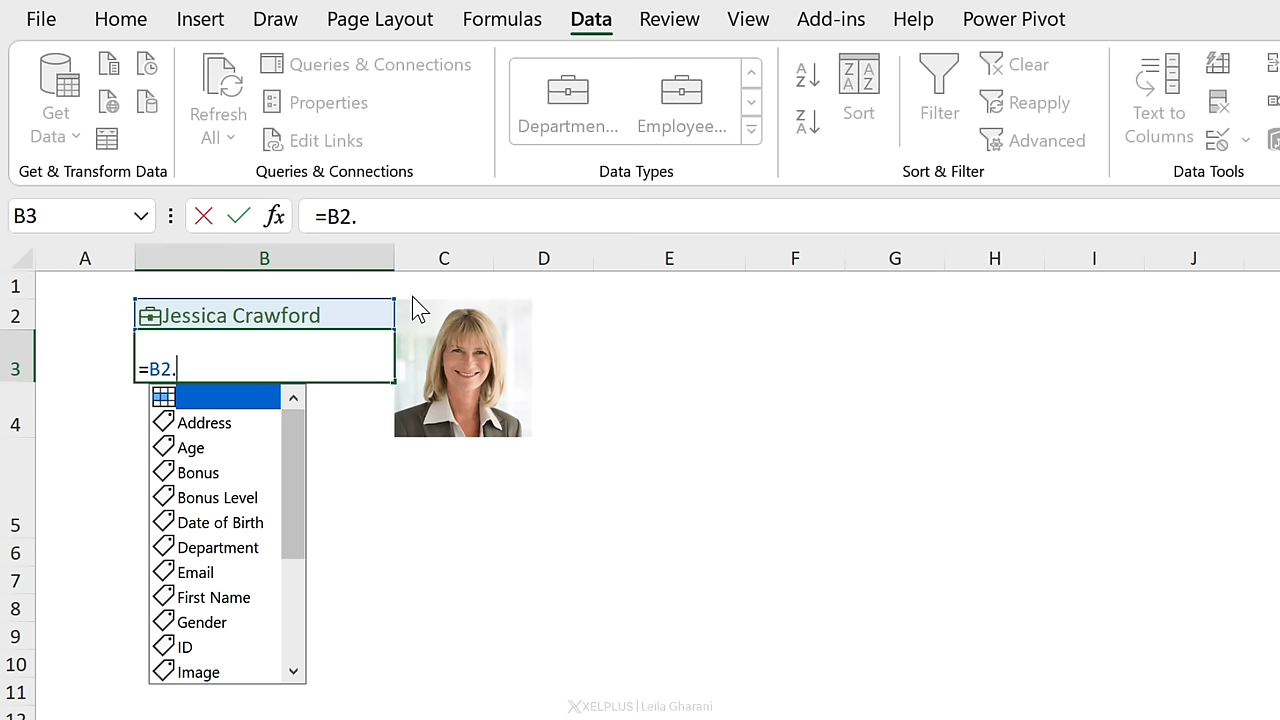 File Home Insert Draw Page Layout Formulas Data Review View Add-ins Help Power Pivot
Get Data
Refresh All
Queries & Connections
Properties
Edit Links
Departmen...
Employee...
Sort
Filter
Clear
Reapply
Advanced
Text to Columns
Get & Transform Data
Queries & Connections
Data Types
Sort & Filter
Data Tools
B3
fx
=B2.
A B C D E F G H I J
1
2 Jessica Crawford
3 =B2.
Address
Age
Bonus
Bonus Level
Date of Birth
Department
Email
First Name
Gender
ID
Image
4
5
6
7
8
9
10
11
12
XELPLUS | Leila Gharani